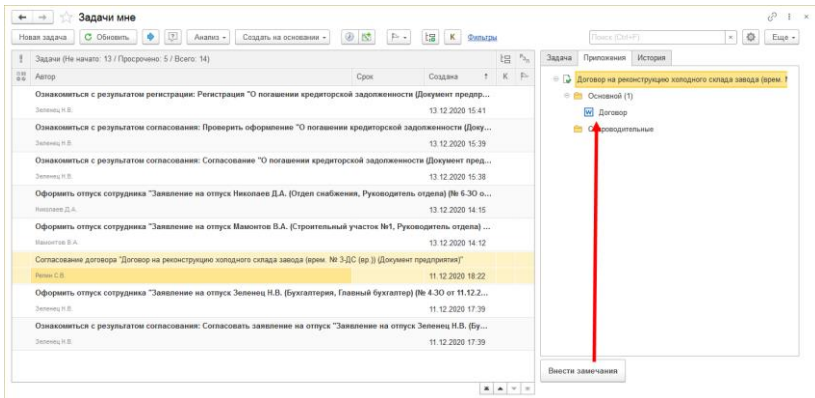 Задачи мне
Новая задача Обновить Анализ Создать на основании К Фильтры Поиск (Ctrl+F) Еще
Задачи (Не начато: 13 / Просрочено: 5 / Всего: 14)
Автор Срок Создана К
Ознакомиться с результатом регистрации: Регистрация "О погашении кредиторской задолженности (Документ предпр...
Зеленец Н.В. 13.12.2020 15:41
Ознакомиться с результатом согласования: Проверить оформление "О погашении кредиторской задолженности (Доку...
Зеленец Н.В. 13.12.2020 15:39
Ознакомиться с результатом согласования: Согласование "О погашении кредиторской задолженности (Документ пред...
Зеленец Н.В. 13.12.2020 15:38
Оформить отпуск сотрудника "Заявление на отпуск Николаев Д.А. (Отдел снабжения, Руководитель отдела) (№ 6-ЗО о...
Николаев Д.А. 13.12.2020 14:15
Оформить отпуск сотрудника "Заявление на отпуск Мамонтов В.А. (Строительный участок №1, Руководитель отдела) ...
Мамонтов В.А. 13.12.2020 14:12
Согласование договора "Договор на реконструкцию холодного склада завода (врем. № 3-ДС (вр.)) (Документ предприятия)"
Репин С.В. 11.12.2020 18:22
Оформить отпуск сотрудника "Заявление на отпуск Зеленец Н.В. (Бухгалтерия, Главный бухгалтер) (№ 4-ЗО от 11.12.2...
Зеленец Н.В. 11.12.2020 17:39
Ознакомиться с результатом согласования: Согласовать заявление на отпуск "Заявление на отпуск Зеленец Н.В. (Бу...
Зеленец Н.В. 11.12.2020 17:39
Задача Приложения История
Договор на реконструкцию холодного склада завода (врем. №
Основной (1)
Договор
Сопроводительные
Внести замечания